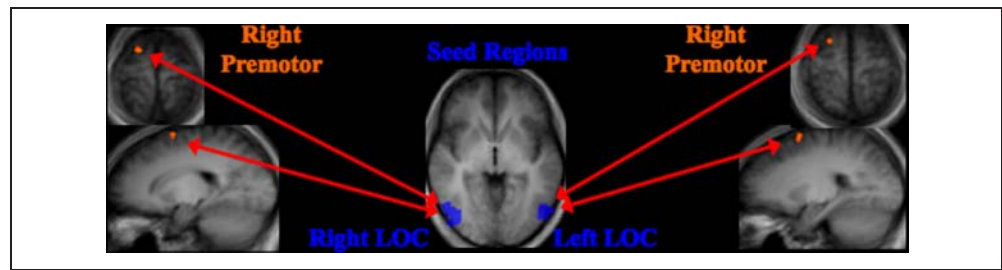 Right
Premotor
Seed Regions
Right
Premotor
Right LOC
Left LOC